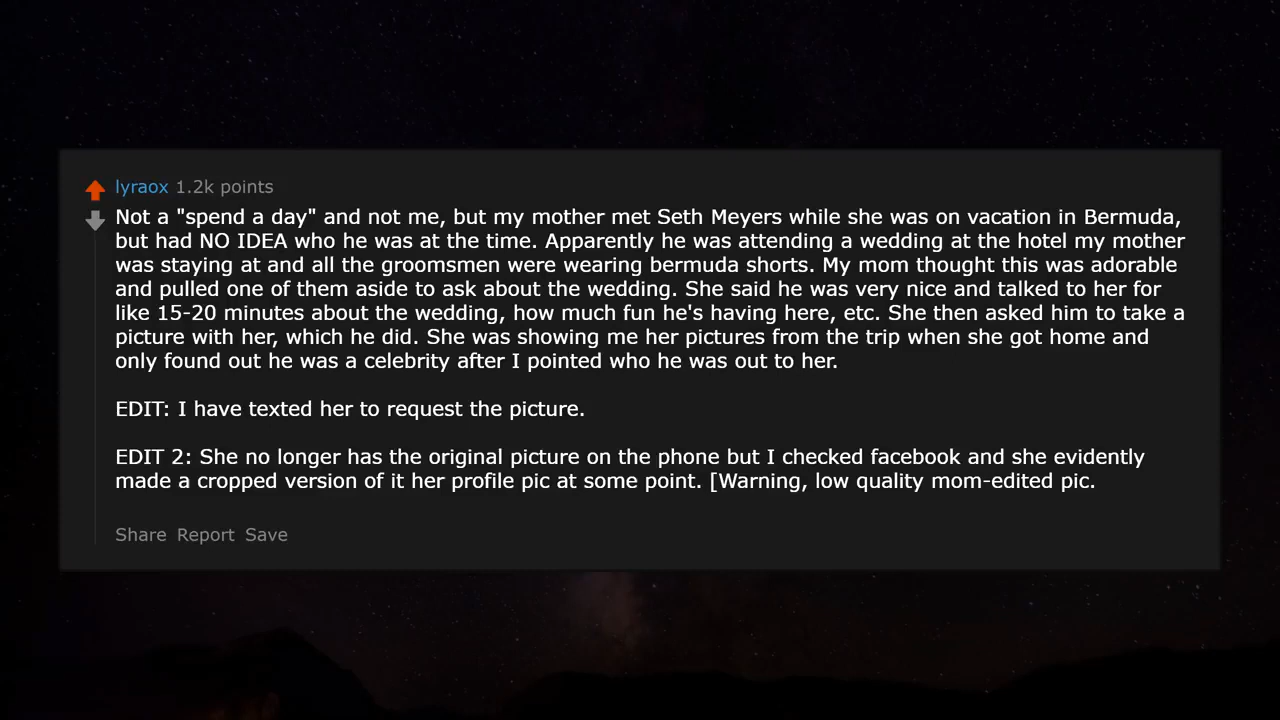 lyraox 1.2k points
Not a "spend a day" and not me, but my mother met Seth Meyers while she was on vacation in Bermuda,
but had NO IDEA who he was at the time. Apparently he was attending a wedding at the hotel my mother
was staying at and all the groomsmen were wearing bermuda shorts. My mom thought this was adorable
and pulled one of them aside to ask about the wedding. She said he was very nice and talked to her for
like 15-20 minutes about the wedding, how much fun he's having here, etc. She then asked him to take a
picture with her, which he did. She was showing me her pictures from the trip when she got home and
only found out he was a celebrity after I pointed who he was out to her.
EDIT: I have texted her to request the picture.
EDIT 2: She no longer has the original picture on the phone but I checked facebook and she evidently
made a cropped version of it her profile pic at some point. [Warning, low quality mom-edited pic.
Share Report Save